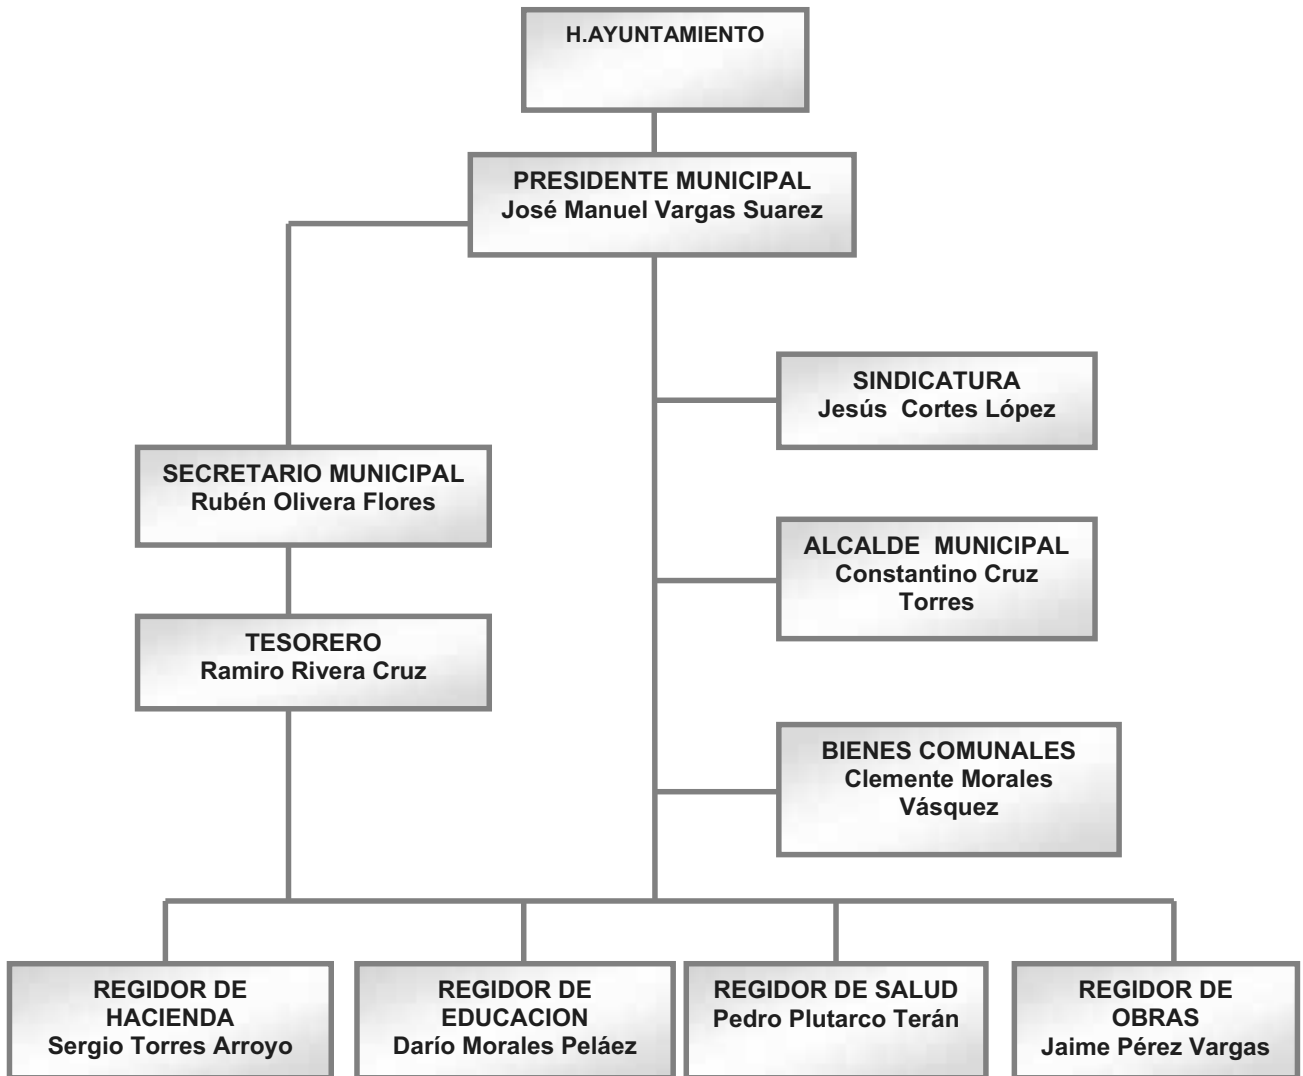 H.AYUNTAMIENTO
PRESIDENTE MUNICIPAL
José Manuel Vargas Suarez
SINDICATURA
Jesús Cortes López
SECRETARIO MUNICIPAL
Rubén Olivera Flores
ALCALDE MUNICIPAL
Constantino Cruz
Torres
TESORERO
Ramiro Rivera Cruz
BIENES COMUNALES
Clemente Morales
Vásquez
REGIDOR DE
HACIENDA
Sergio Torres Arroyo
REGIDOR DE
EDUCACION
Darío Morales Peláez
REGIDOR DE SALUD
Pedro Plutarco Terán
REGIDOR DE
OBRAS
Jaime Pérez Vargas